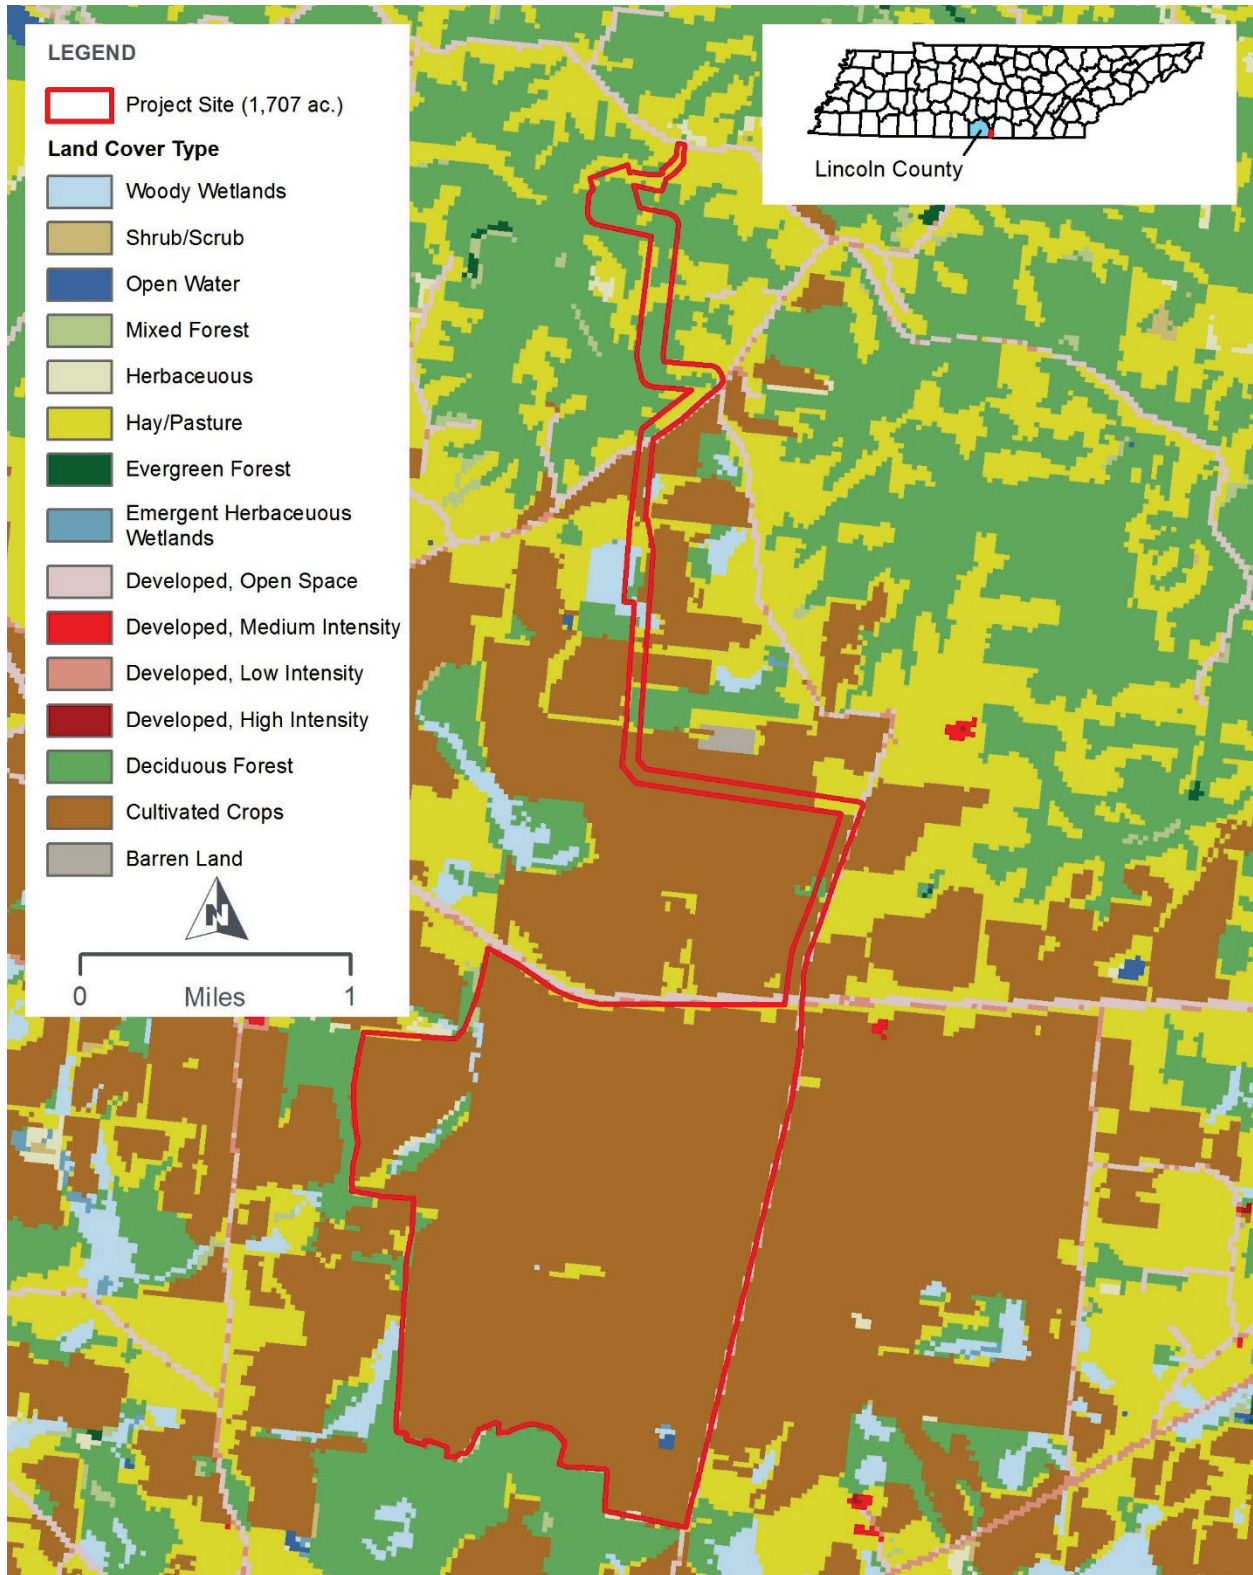 LEGEND
Project Site (1,707 ac.)
Land Cover Type
Woody Wetlands
Shrub/Scrub
Open Water
Mixed Forest
Herbaceuous
Hay/Pasture
Evergreen Forest
Emergent Herbaceuous
Wetlands
Developed, Open Space
Developed, Medium Intensity
Developed, Low Intensity
Developed, High Intensity
Deciduous Forest
Cultivated Crops
Barren Land
N
0 Miles 1
Lincoln County